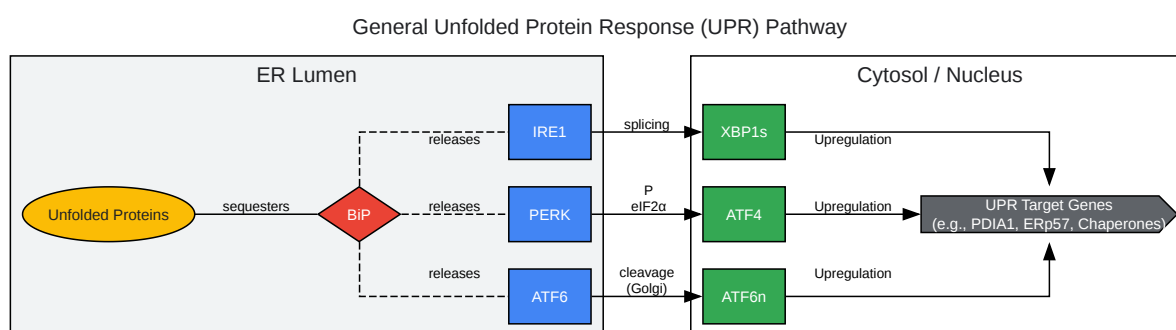 General Unfolded Protein Response (UPR) Pathway
ER Lumen
Cytosol / Nucleus
IRE1
splicing
XBP1s
releases
Upregulation
Unfolded Proteins
sequesters
BiP
releases
PERK
P
eIF2α
ATF4
Upregulation
UPR Target Genes
(e.g., PDIA1, ERp57, Chaperones)
releases
ATF6
cleavage
(Golgi)
ATF6n
Upregulation